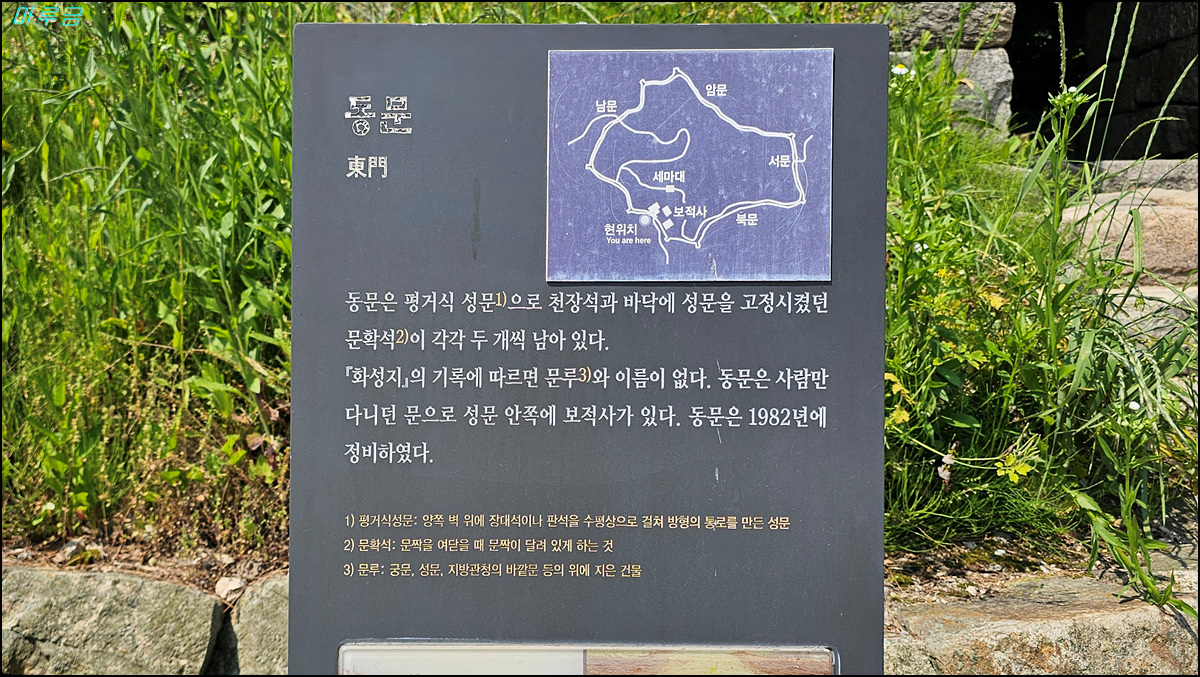 마루금
동문
東門
남문
암문
서문
세마대
보적사
북문
현위치
You are here
동문은 평거식 성문1)으로 천장석과 바닥에 성문을 고정시켰던
문확석2)이 각각 두 개씩 남아 있다.
『화성지』의 기록에 따르면 문루3)와 이름이 없다. 동문은 사람만
다니던 문으로 성문 안쪽에 보적사가 있다. 동문은 1982년에
정비하였다.
1) 평거식성문: 양쪽 벽 위에 장대석이나 판석을 수평상으로 걸쳐 방형의 통로를 만든 성문
2) 문확석: 문짝을 여닫을 때 문짝이 달려 있게 하는 것
3) 문루: 궁문, 성문, 지방관청의 바깥문 등의 위에 지은 건물